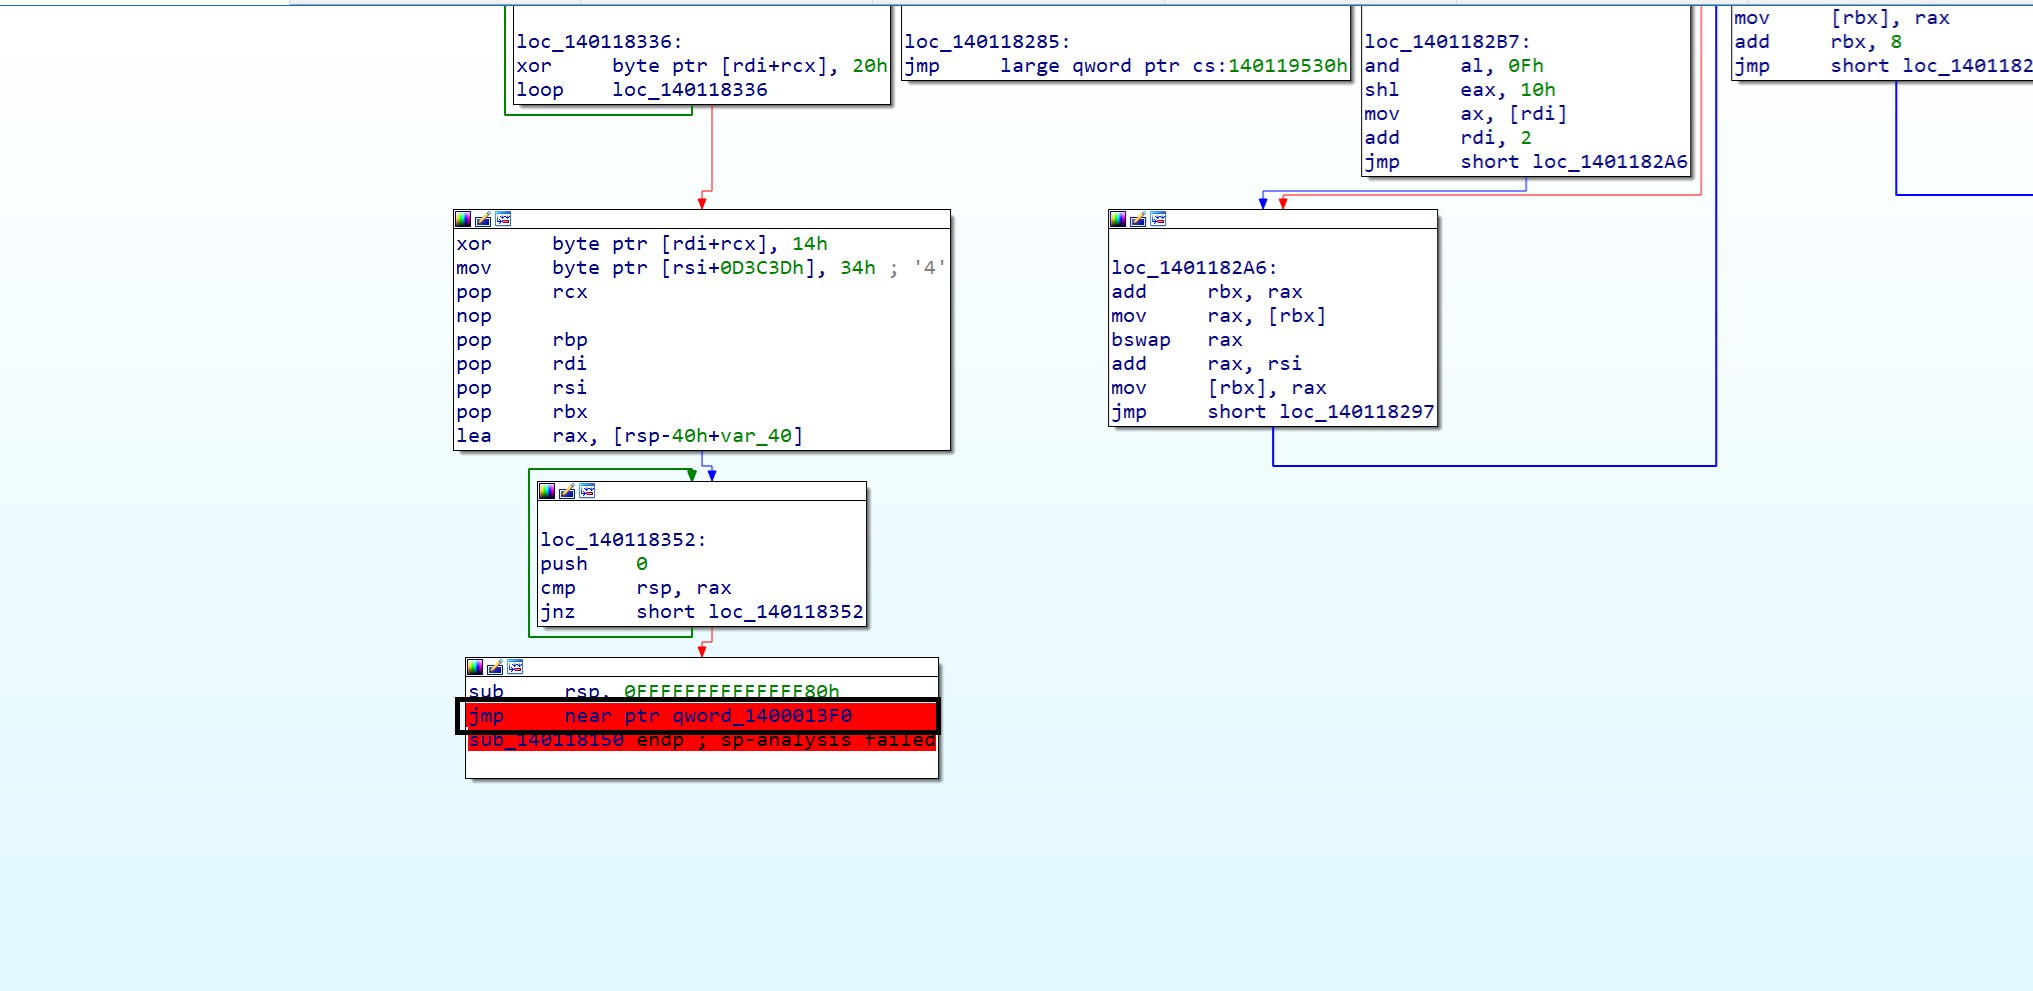 loc_140118336:
xor     byte ptr [rdi+rcx], 20h
loop    loc_140118336
loc_140118285:
jmp     large qword ptr cs:140119530h
loc_1401182B7:
and     al, 0Fh
shl     eax, 10h
mov     ax, [rdi]
add     rdi, 2
jmp     short loc_1401182A6
mov     [rbx], rax
add     rbx, 8
jmp     short loc_1401182
xor     byte ptr [rdi+rcx], 14h
mov     byte ptr [rsi+0D3C3Dh], 34h ; '4'
pop     rcx
nop
pop     rbp
pop     rdi
pop     rsi
pop     rbx
lea     rax, [rsp-40h+var_40]
loc_1401182A6:
add     rbx, rax
mov     rax, [rbx]
bswap   rax
add     rax, rsi
mov     [rbx], rax
jmp     short loc_140118297
loc_140118352:
push    0
cmp     rsp, rax
jnz     short loc_140118352
sub     rsp, 0FFFFFFFFFFFFFF80h
jmp     near ptr qword_1400013F0
sub_140118150 endp ; sp-analysis failed